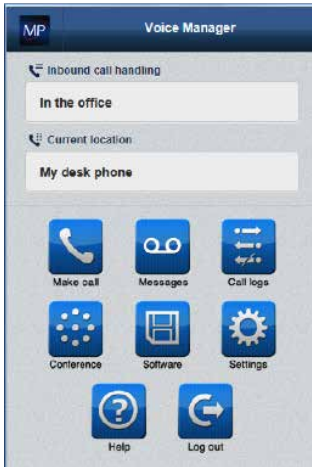 MP
Voice Manager
Inbound call handling
In the office
Current location
My desk phone
Make call Messages Call logs
Conference Software Settings
Help Log out